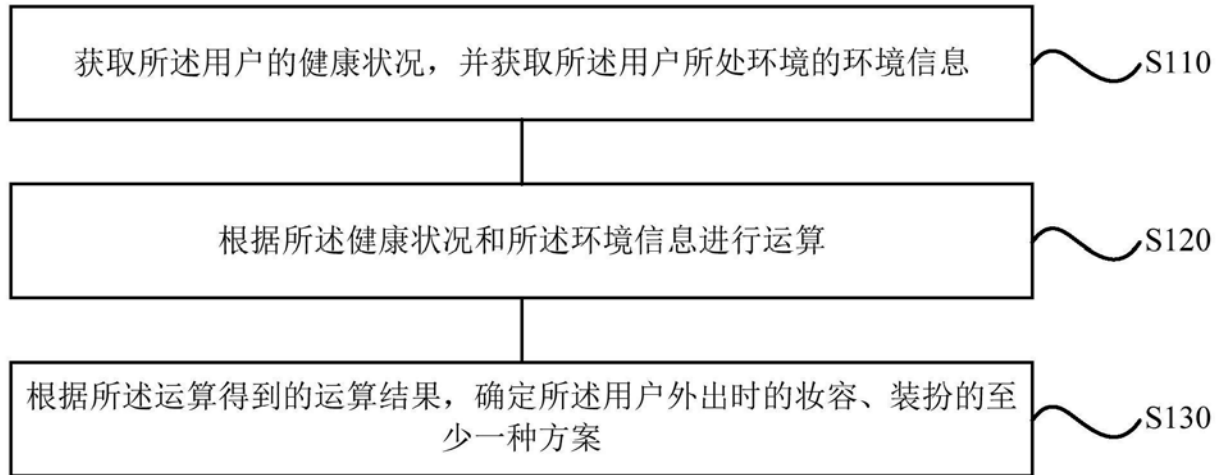 获取所述用户的健康状况，并获取所述用户所处环境的环境信息
S110
根据所述健康状况和所述环境信息进行运算
S120
根据所述运算得到的运算结果，确定所述用户外出时的妆容、装扮的至
少一种方案
S130